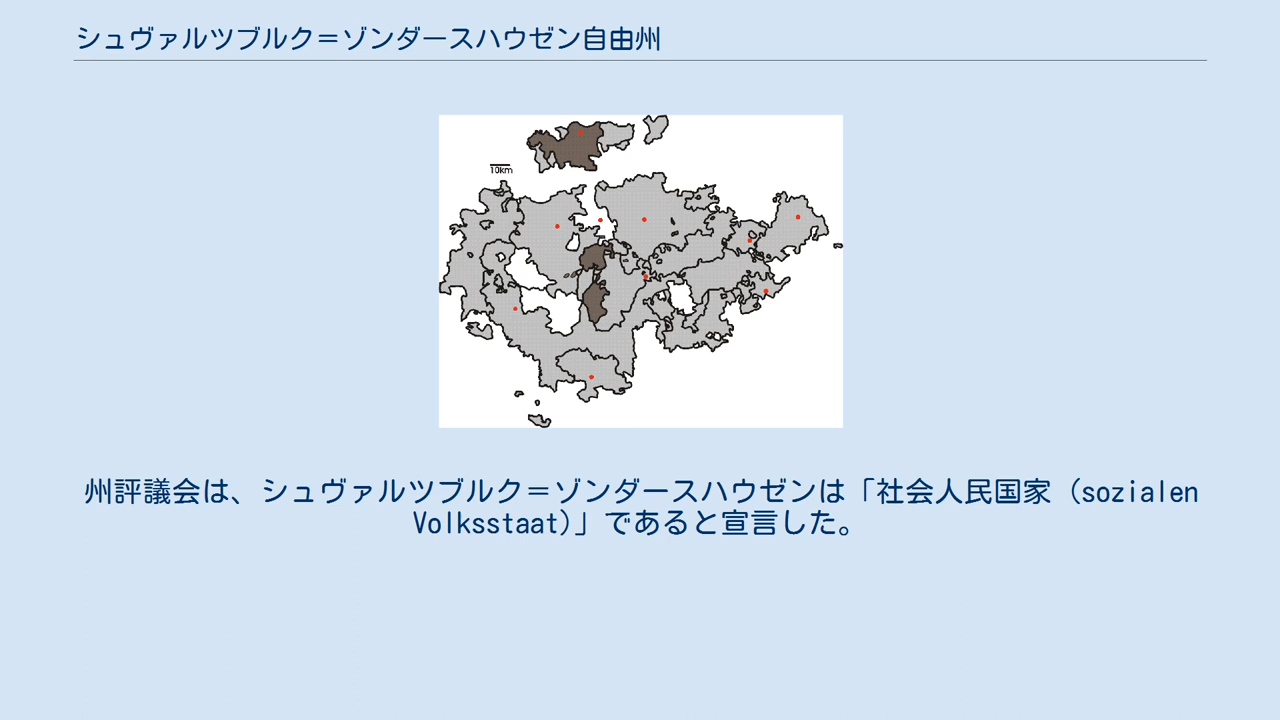 シュヴァルツブルク＝ゾンダースハウゼン自由州
10km
州評議会は、シュヴァルツブルク＝ゾンダースハウゼンは「社会人民国家（sozialen
Volksstaat)」であると宣言した。